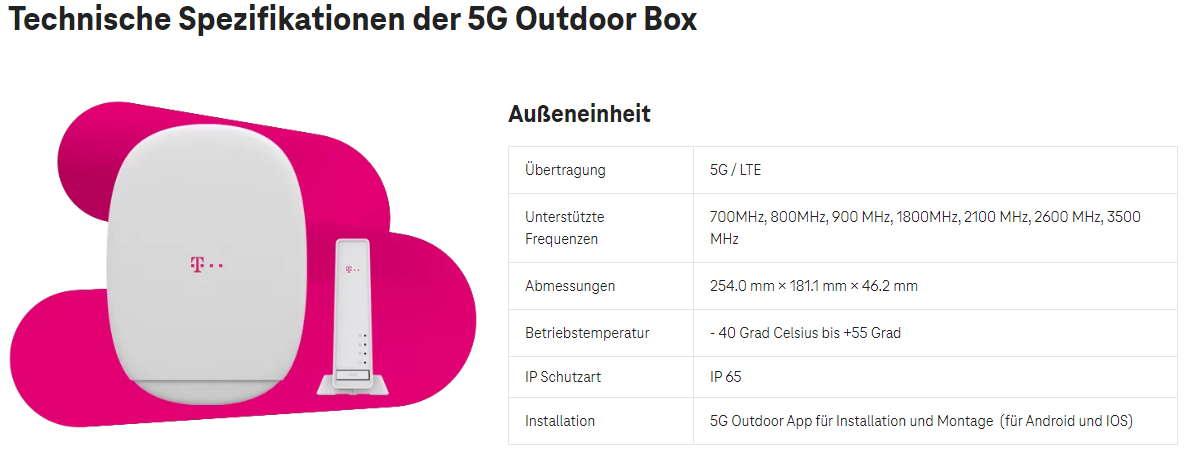 Technische Spezifikationen der 5G Outdoor Box
Außeneinheit
Übertragung
5G / LTE
Unterstützte
Frequenzen
700MHz, 800MHz, 900 MHz, 1800MHz, 2100 MHz, 2600 MHz, 3500
MHz
Abmessungen
254.0 mm × 181.1 mm × 46.2 mm
Betriebstemperatur
- 40 Grad Celsius bis +55 Grad
IP Schutzart
IP 65
Installation
5G Outdoor App für Installation und Montage (für Android und IOS)
T
T